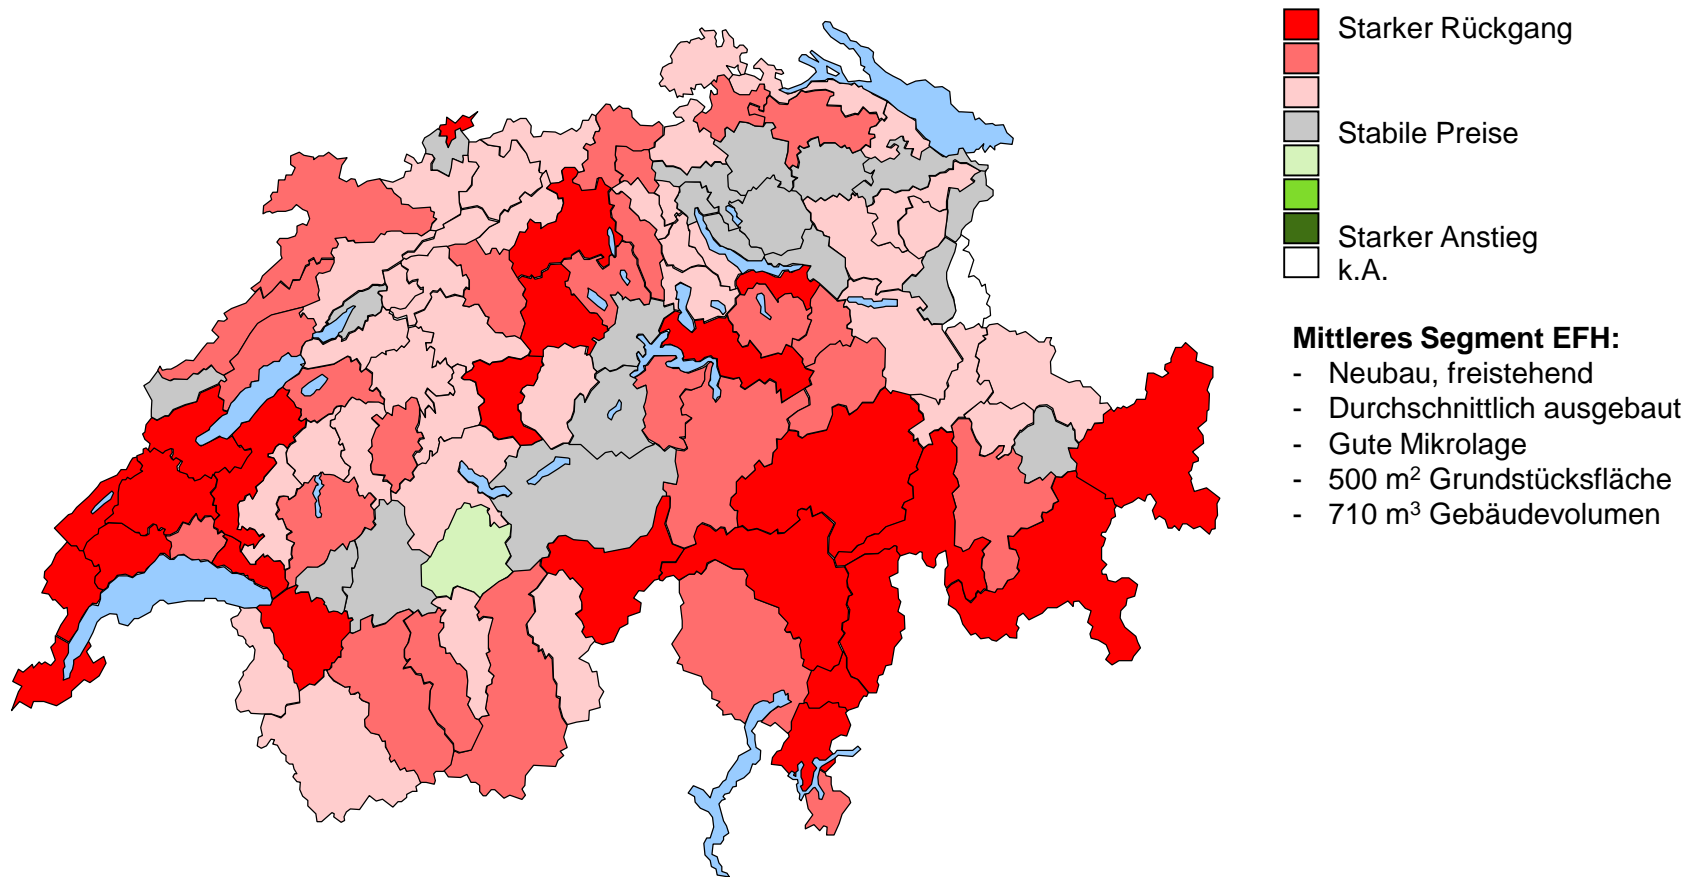 Starker Rückgang
Stabile Preise
Starker Anstieg
k.A.
Mittleres Segment EFH:
- Neubau, freistehend
- Durchschnittlich ausgebaut
- Gute Mikrolage
- 500 m² Grundstücksfläche
- 710 m³ Gebäudevolumen